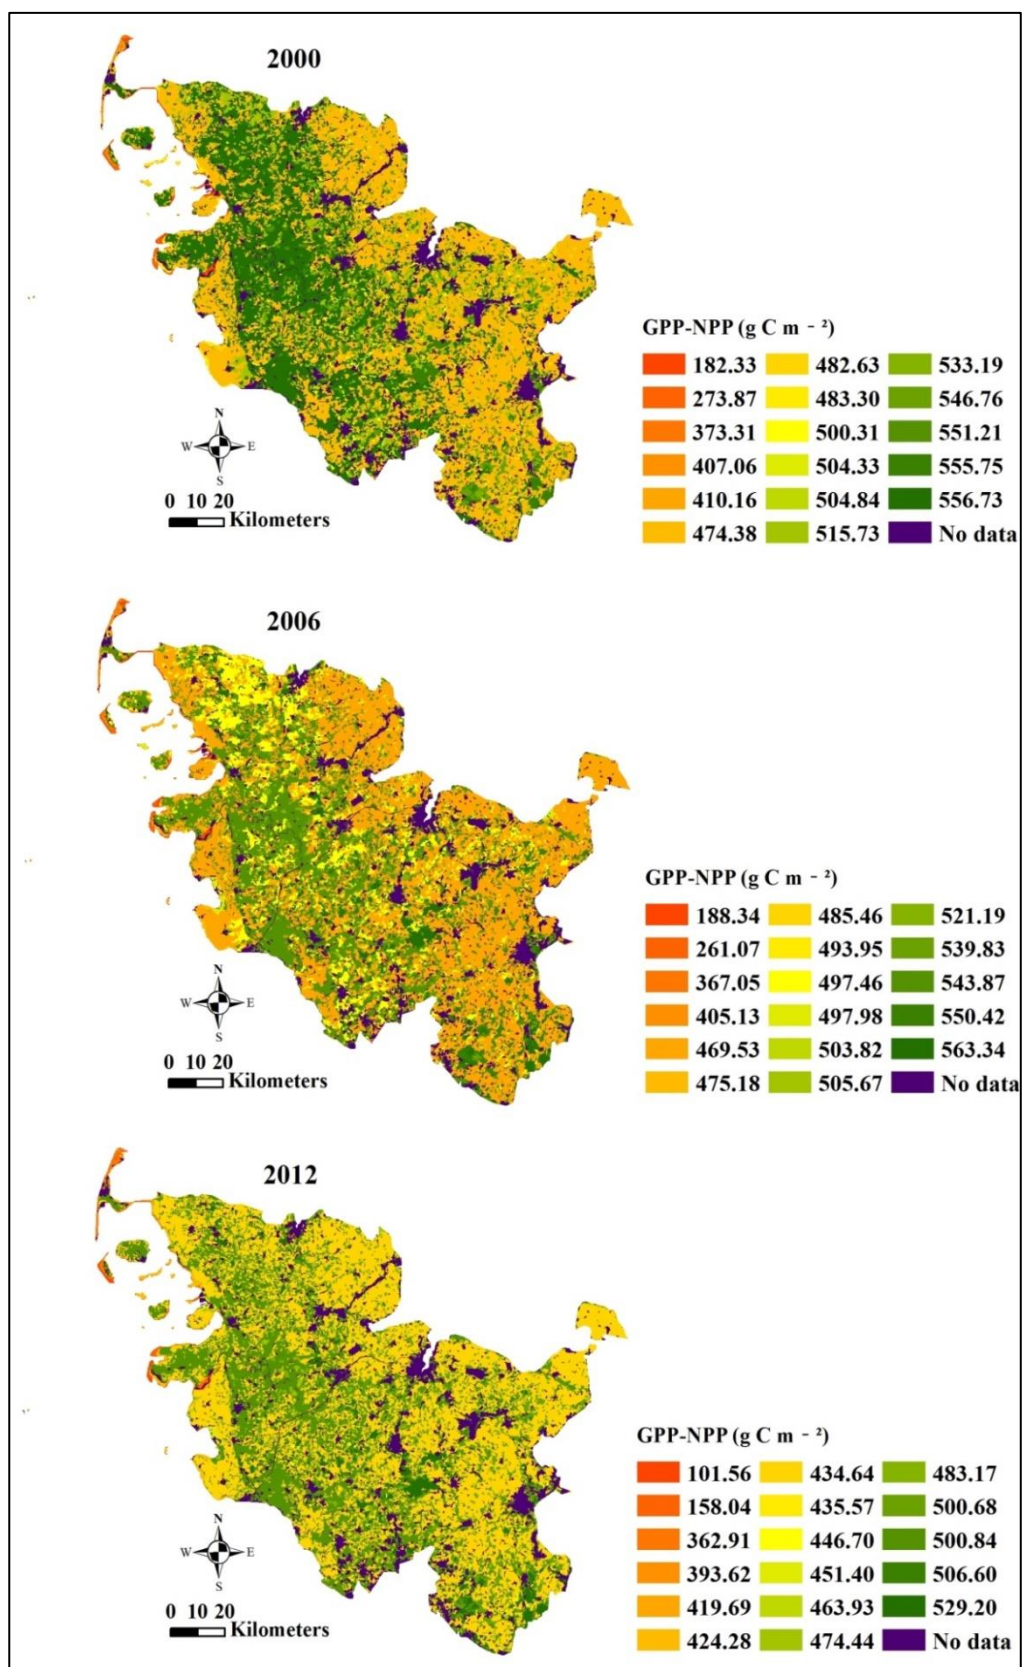 2000
N
W E
S
0 10 20
Kilometers
GPP-NPP (g C m - ²)
182.33 482.63 533.19
273.87 483.30 546.76
373.31 500.31 551.21
407.06 504.33 555.75
410.16 504.84 556.73
474.38 515.73 No data
2006
N
W E
S
0 10 20
Kilometers
GPP-NPP (g C m - ²)
188.34 485.46 521.19
261.07 493.95 539.83
367.05 497.46 543.87
405.13 497.98 550.42
469.53 503.82 563.34
475.18 505.67 No data
2012
N
W E
S
0 10 20
Kilometers
GPP-NPP (g C m - ²)
101.56 434.64 483.17
158.04 435.57 500.68
362.91 446.70 500.84
393.62 451.40 506.60
419.69 463.93 529.20
424.28 474.44 No data